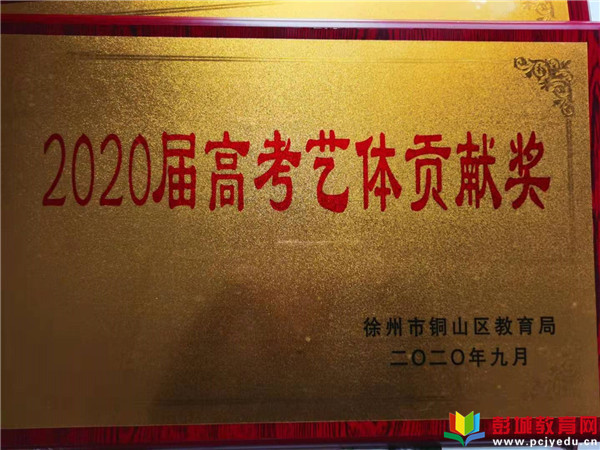 2020届高考艺体贡献奖
徐州市铜山区教育局
二〇二〇年九月
彭城教育网
www.pcjyedu.cn